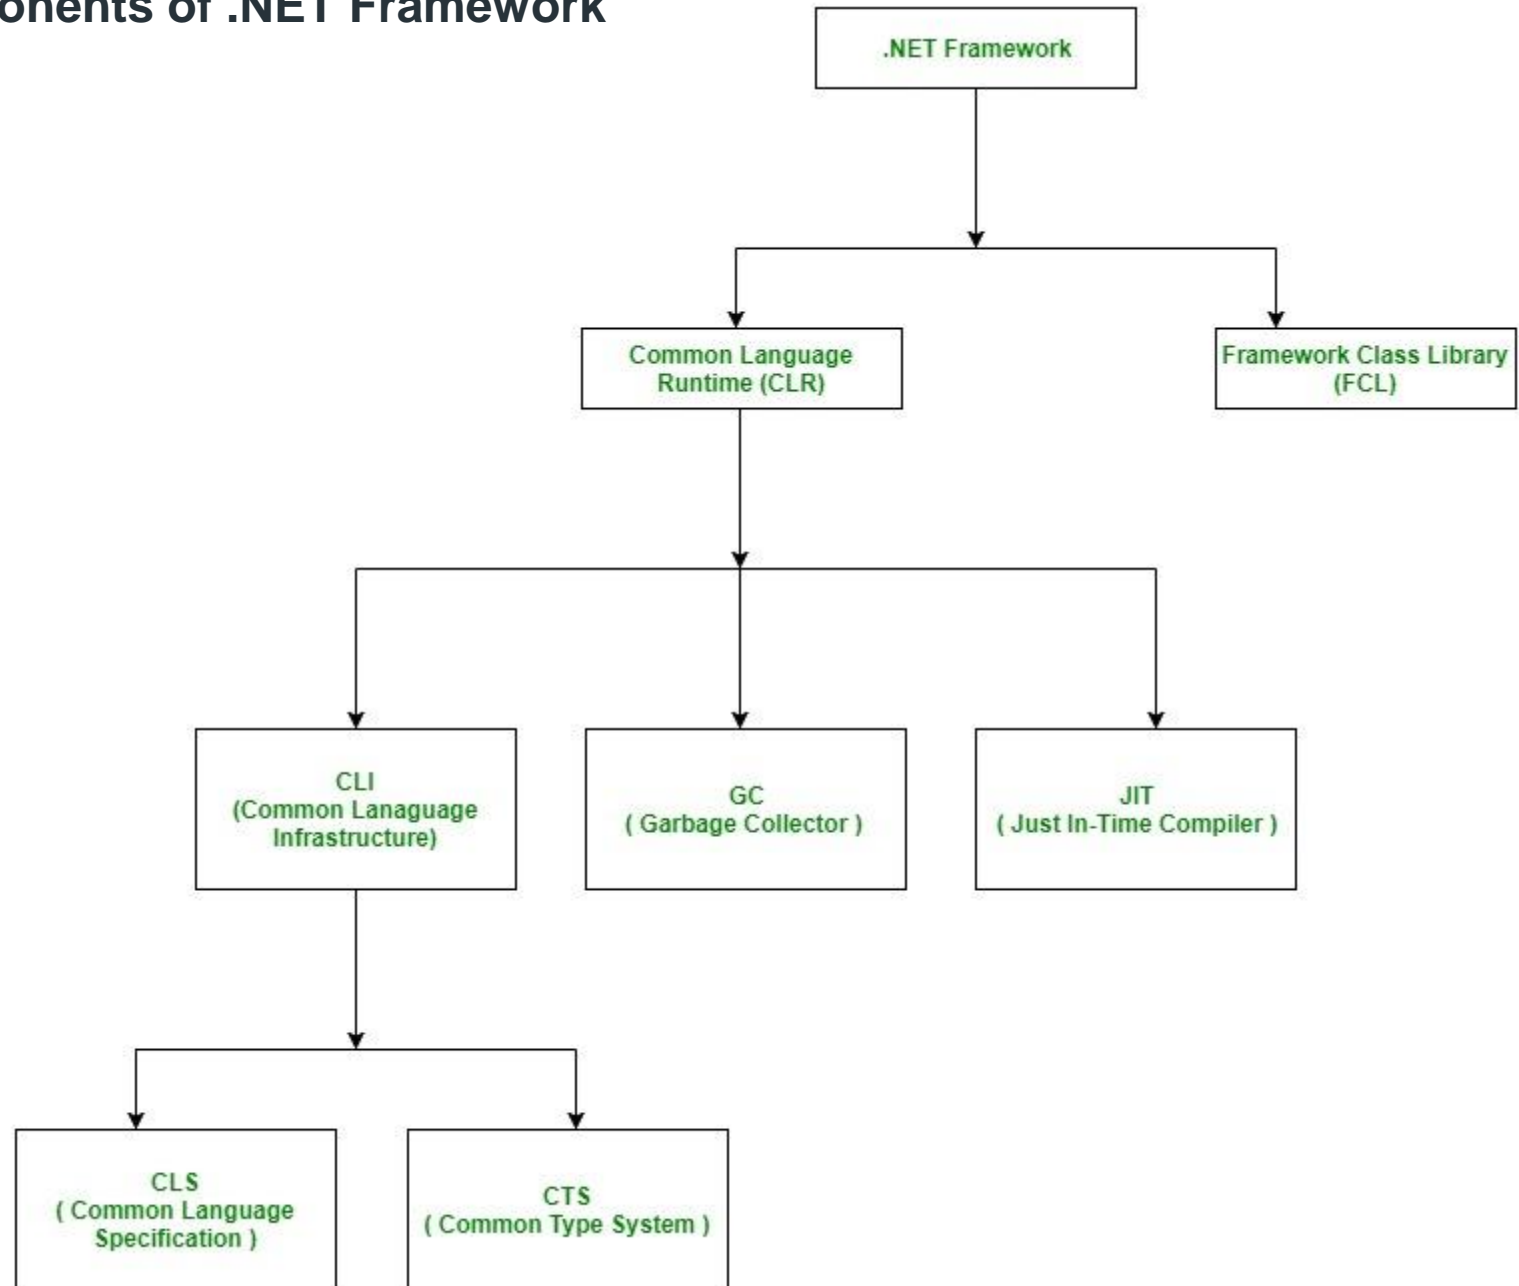 of .NET Framework
.NET Framework
Common Language
Runtime (CLR)
Framework Class Library
(FCL)
CLI
(Common Lanaguage
Infrastructure)
GC
( Garbage Collector )
JIT
( Just In-Time Compiler )
CLS
( Common Language
Specification )
CTS
( Common Type System )